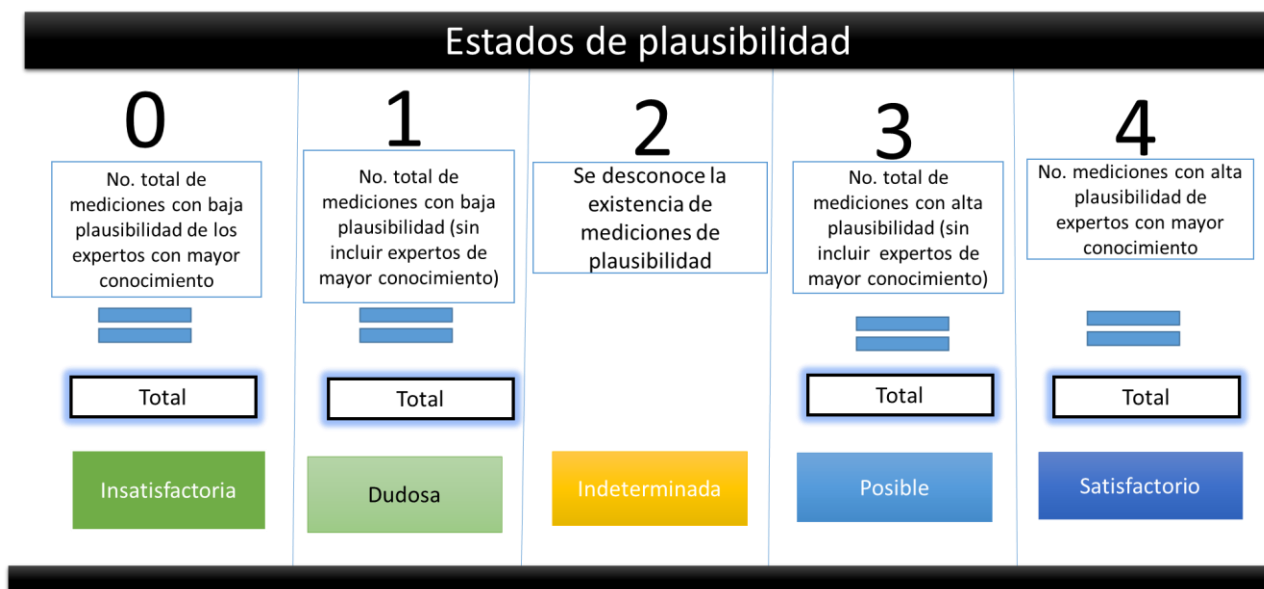 Estados de plausibilidad
0
No. total de
mediciones con baja
plausibilidad de los
expertos con mayor
conocimiento
Total
Insatisfactoria
1
No. total de
mediciones con baja
plausibilidad (sin
incluir expertos de
mayor conocimiento)
Total
Dudosa
2
Se desconoce la
existencia de
mediciones de
plausibilidad
Indeterminada
3
No. total de
mediciones con alta
plausibilidad (sin
incluir expertos de
mayor conocimiento)
Total
Posible
4
No. mediciones con alta
plausibilidad de
expertos con mayor
conocimiento
Total
Satisfactorio